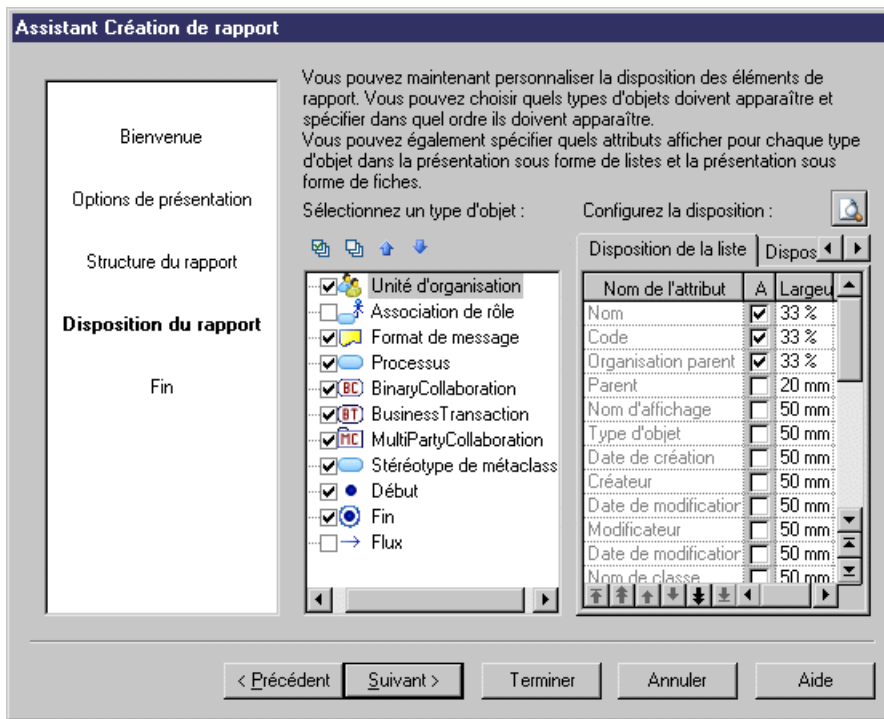 Assistant Création de rapport
Bienvenue
Options de présentation
Structure du rapport
Disposition du rapport
Fin
Vous pouvez maintenant personnaliser la disposition des éléments de
rapport. Vous pouvez choisir quels types d'objets doivent apparaître et
spécifier dans quel ordre ils doivent apparaître.
Vous pouvez également spécifier quels attributs afficher pour chaque type
d'objet dans la présentation sous forme de listes et la présentation sous
forme de fiches.
Sélectionnez un type d'objet :
Unité d'organisation
Association de rôle
Format de message
Processus
BC BinaryCollaboration
BT BusinessTransaction
MC MultiPartyCollaboration
Stéréotype de métaclass
Début
Fin
Flux
Configurez la disposition :
Disposition de la liste Dispos
Nom de l'attribut A Largeu
Nom 33 %
Code 33 %
Organisation parent 33 %
Parent 20 mm
Nom d'affichage 50 mm
Type d'objet 50 mm
Date de création 50 mm
Créateur 50 mm
Date de modification 50 mm
Modificateur 50 mm
Date de modification 50 mm
Nom de classe 50 mm
< Précédent Suivant > Terminer Annuler Aide